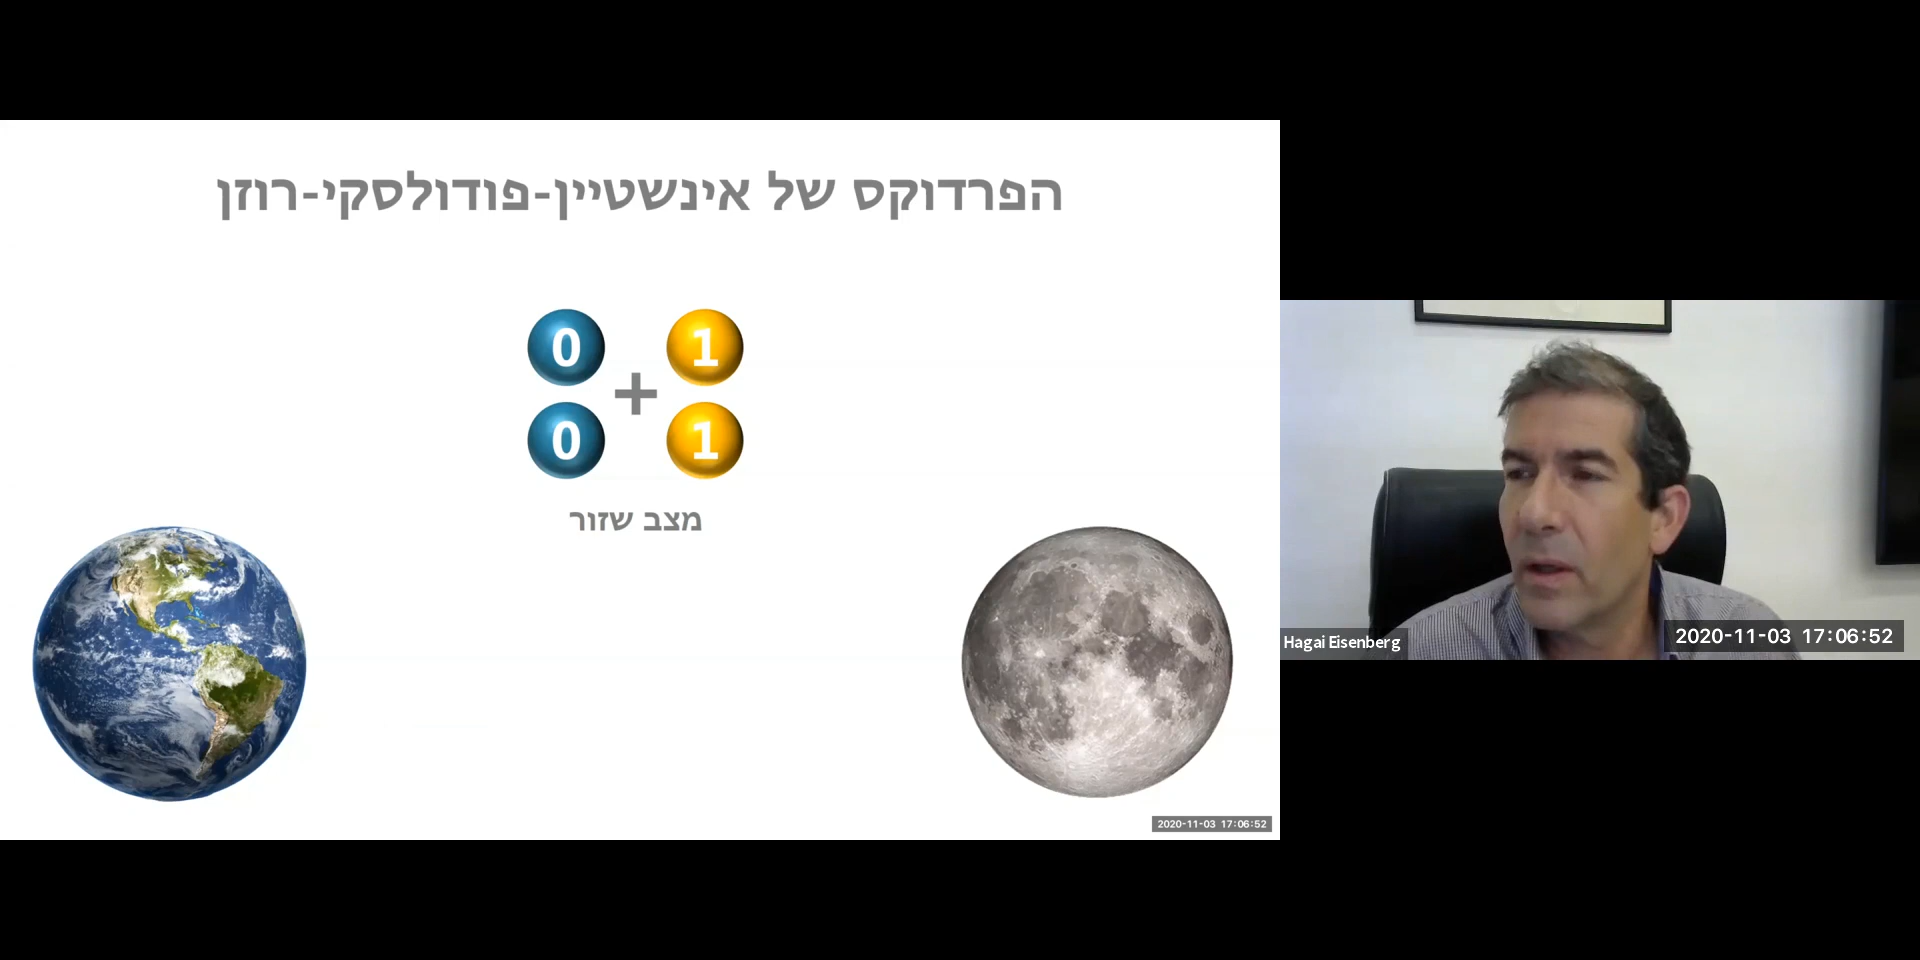 הפרדוקס של אינשטיין-פודולסקי-רוזן
0 1
+
0 1
מצב שזור
2020-11-03 17:06:52
Hagai Eisenberg
2020-11-03 17:06:52